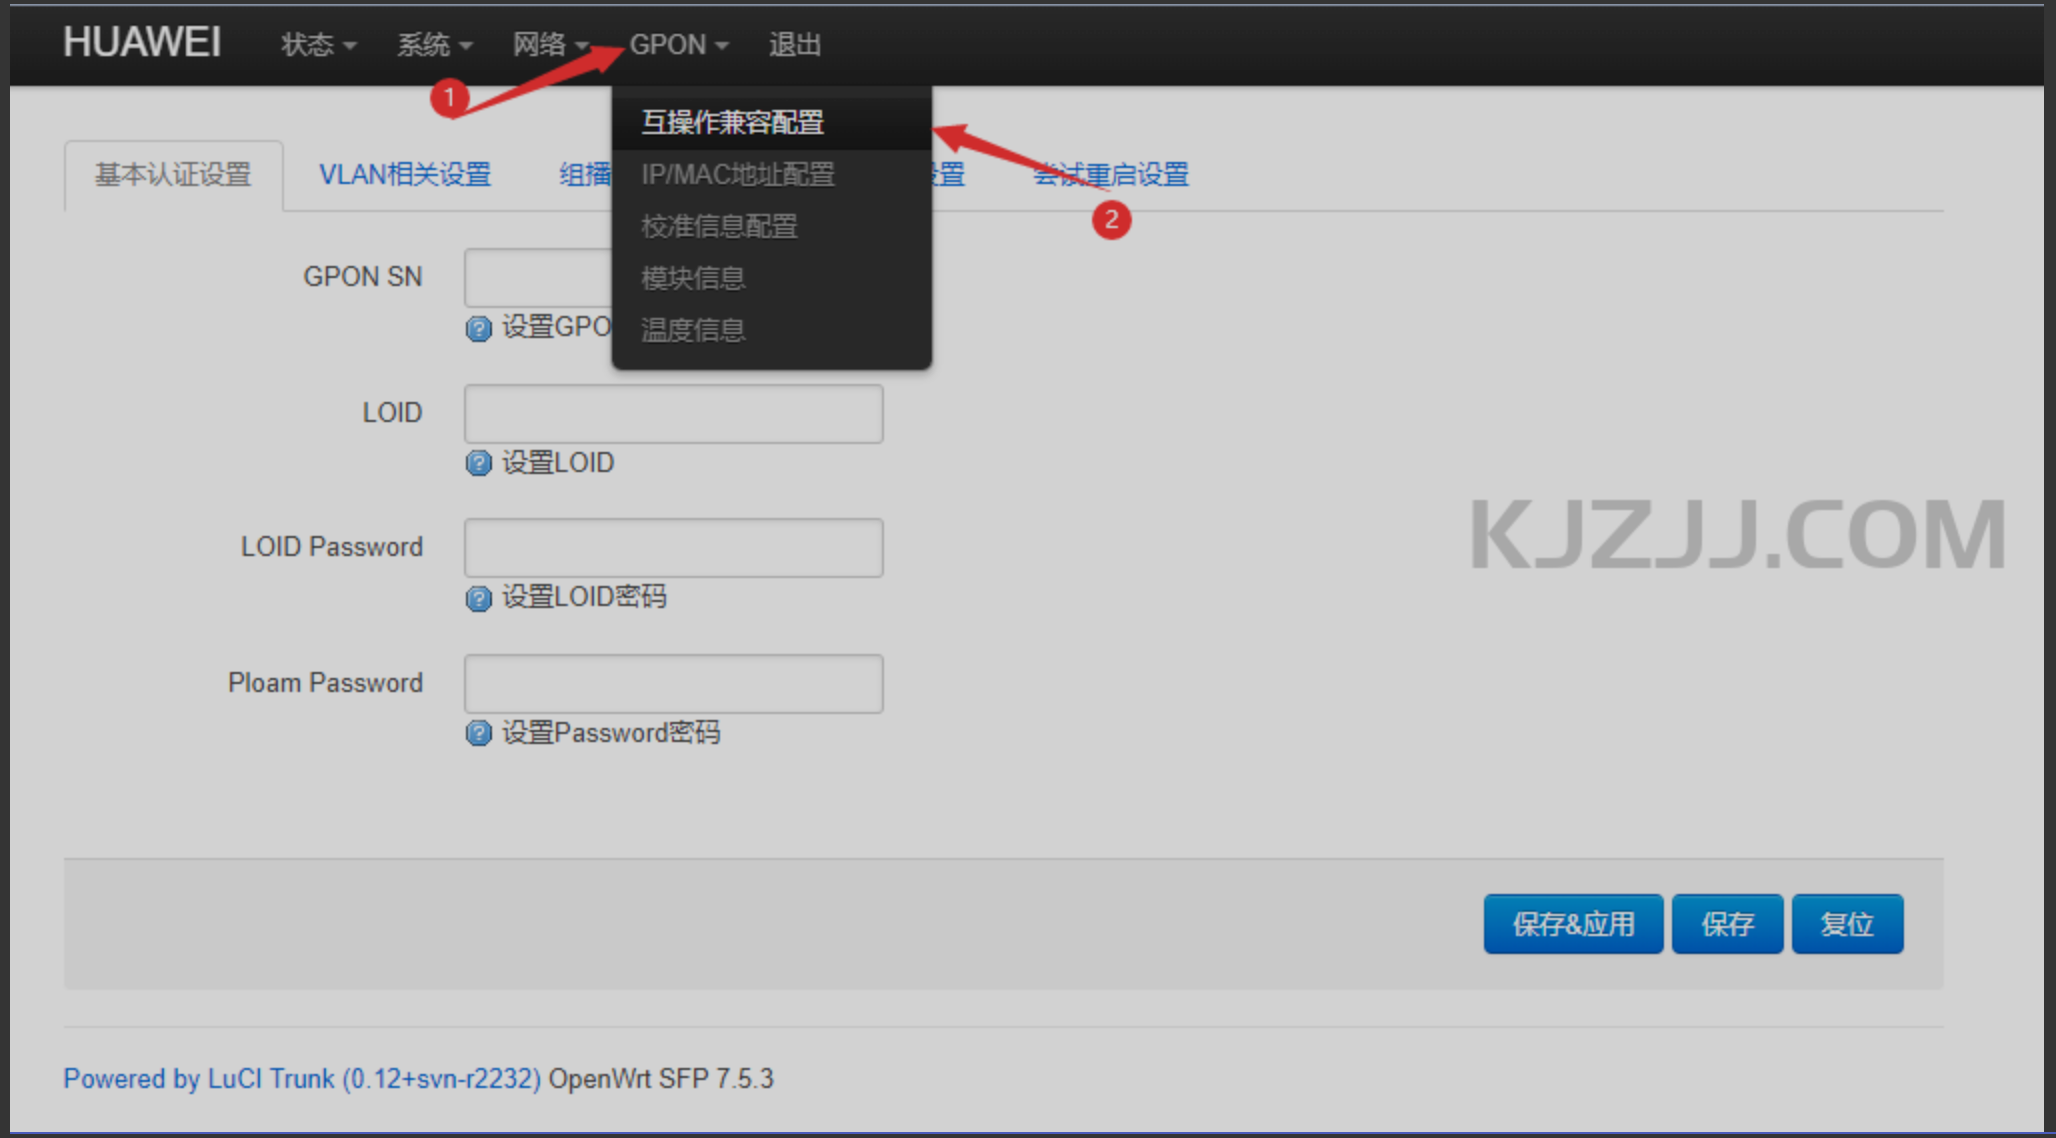 HUAWEI 状态 系统 网络 GPON 退出
1
互操作兼容配置
基本认证设置 VLAN相关设置 组播 IP/MAC地址配置 设置 尝试重启设置
2
校准信息配置
GPON SN
模块信息
设置GPO 温度信息
LOID
设置LOID
KJZJJ.COM
LOID Password
设置LOID密码
Ploam Password
设置Password密码
保存&应用 保存 复位
Powered by LuCI Trunk (0.12+svn-r2232) OpenWrt SFP 7.5.3